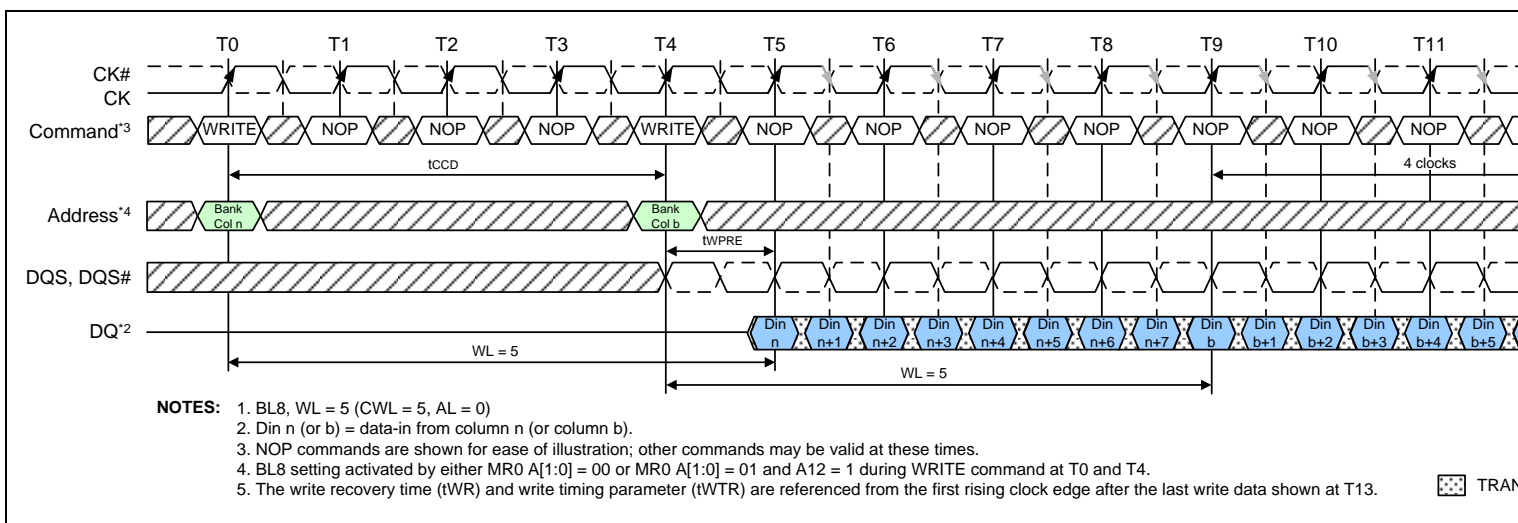 T0 T1 T2 T3 T4 T5 T6 T7 T8 T9 T10 T11
CK#
CK
Command*3 WRITE NOP NOP NOP WRITE NOP NOP NOP NOP NOP NOP NOP
tCCD 4 clocks
Address*4 Bank Col n Bank Col b
tWPRE
DQS, DQS#
DQ*2 Din n Din n+1 Din n+2 Din n+3 Din n+4 Din n+5 Din n+6 Din n+7 Din b Din b+1 Din b+2 Din b+3 Din b+4 Din b+5
WL = 5
WL = 5
NOTES: 1. BL8, WL = 5 (CWL = 5, AL = 0)
2. Din n (or b) = data-in from column n (or column b).
3. NOP commands are shown for ease of illustration; other commands may be valid at these times.
4. BL8 setting activated by either MR0 A[1:0] = 00 or MR0 A[1:0] = 01 and A12 = 1 during WRITE command at T0 and T4.
5. The write recovery time (tWR) and write timing parameter (tWTR) are referenced from the first rising clock edge after the last write data shown at T13.
TRAN